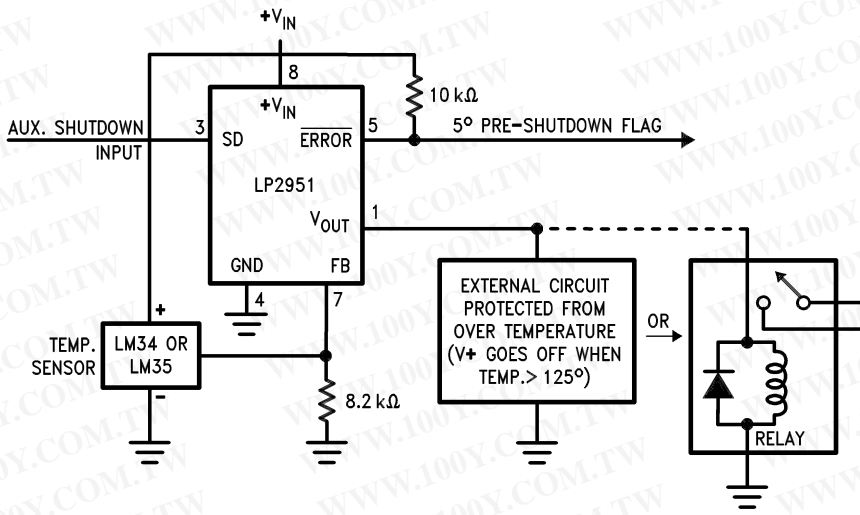 +VIN
8
+VIN
10 kΩ
AUX. SHUTDOWN
INPUT
3
SD
ERROR
5
5° PRE-SHUTDOWN FLAG
LP2951
VOUT
1
GND
FB
4
7
EXTERNAL CIRCUIT
PROTECTED FROM
OVER TEMPERATURE
(V+ GOES OFF WHEN
TEMP.> 125°)
OR
TEMP.
SENSOR
+
LM34 OR
LM35
-
8.2 kΩ
RELAY
WWW.100Y.COM.TW